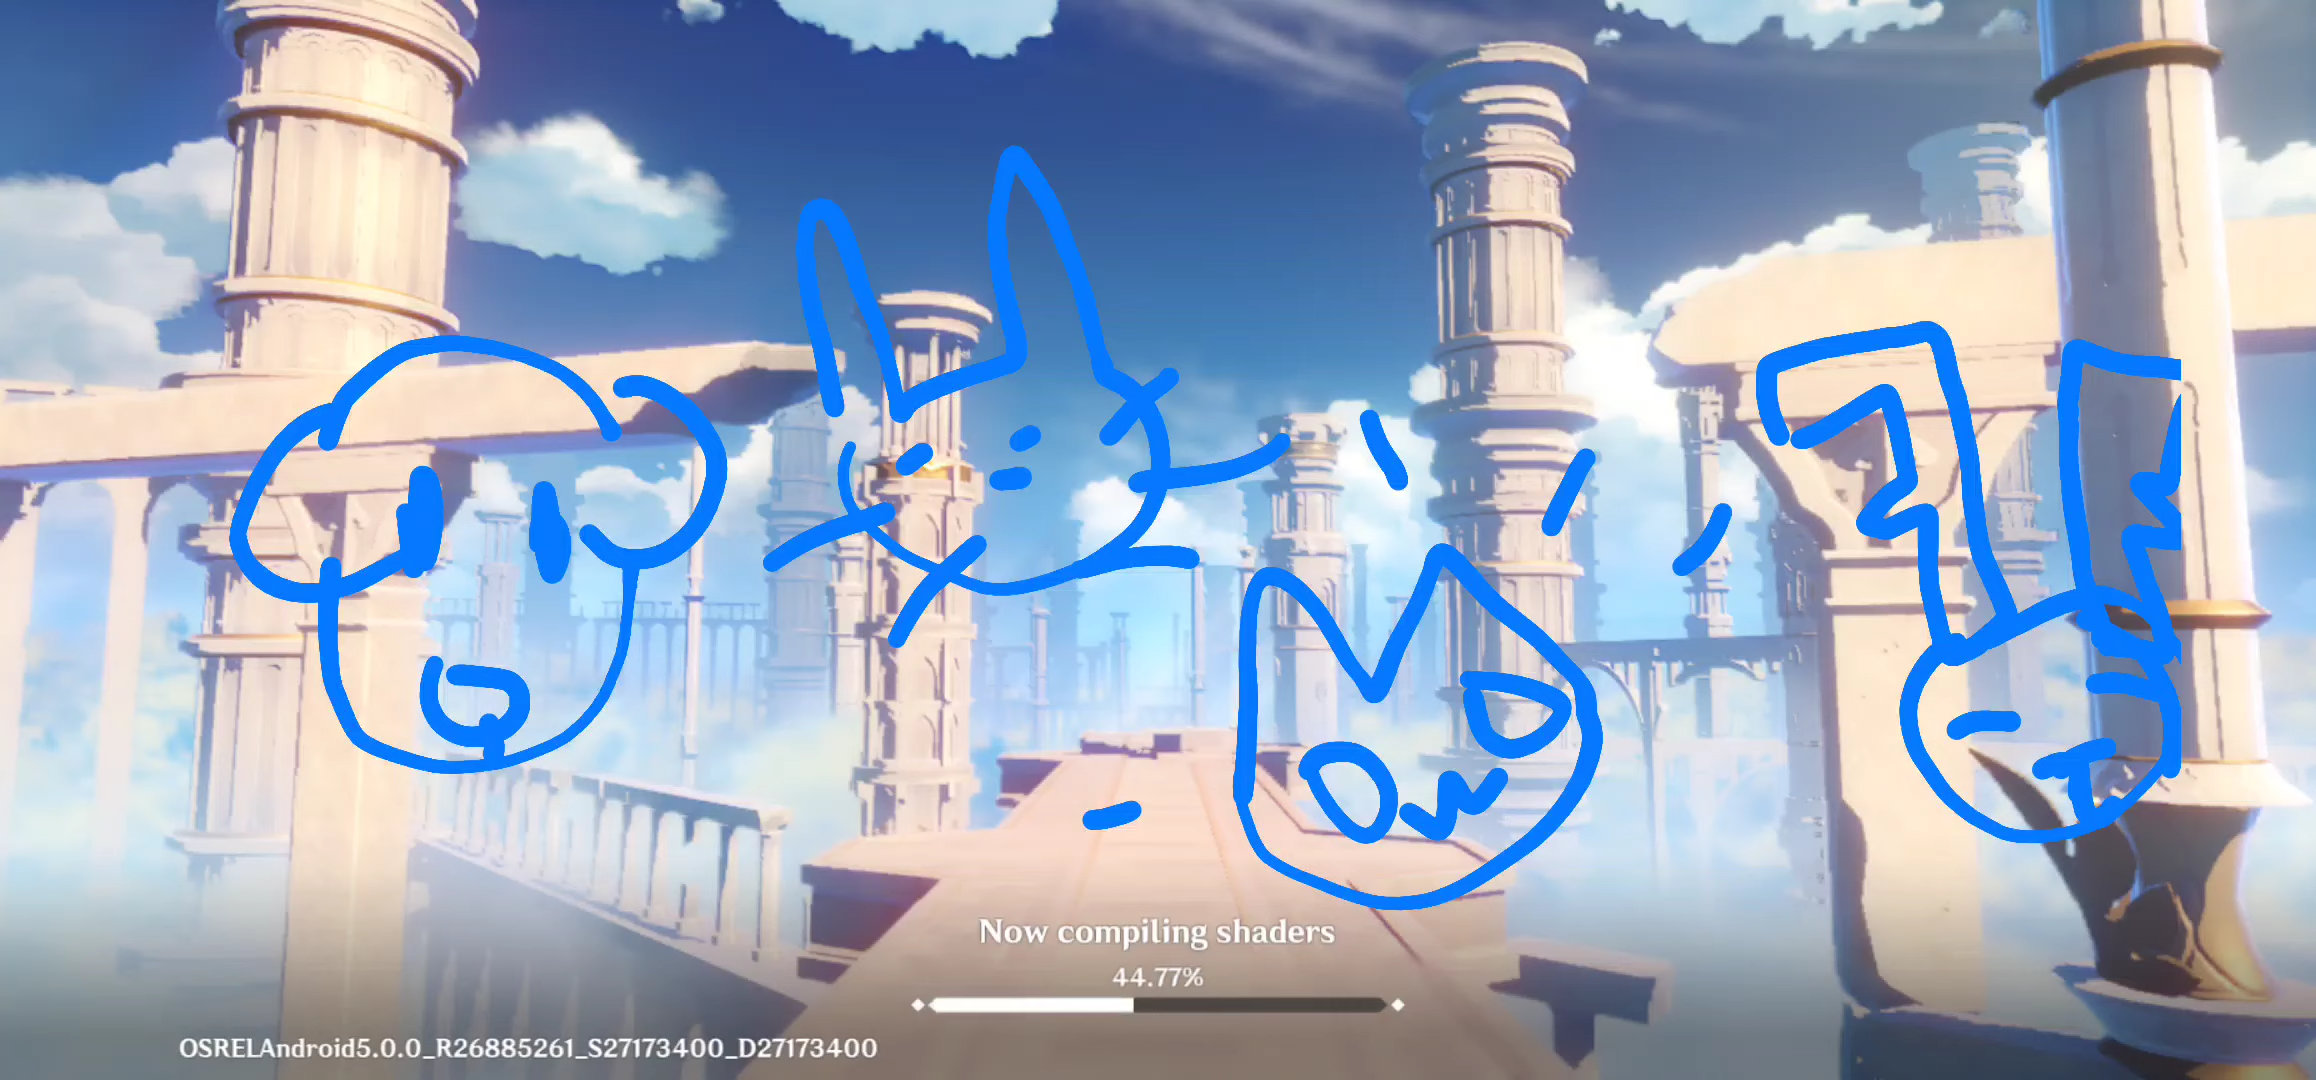 Now compiling shaders
44.77%
OSRELAndroid5.0.0_R26885261_S27173400_D27173400